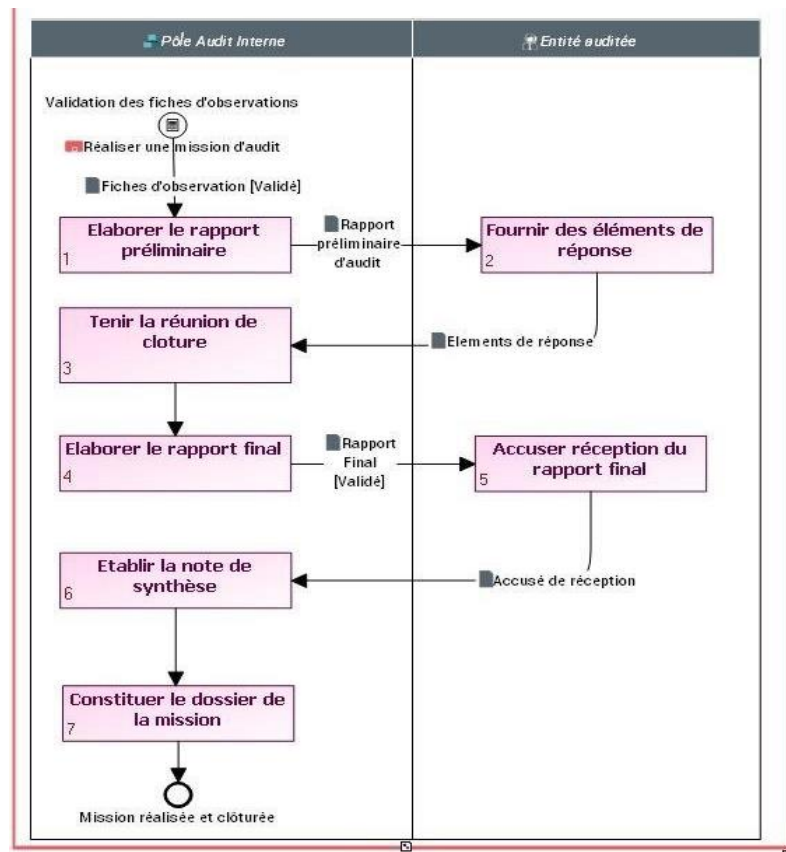 Pôle Audit Interne
Entité auditée
Validation des fiches d'observations
Réaliser une mission d'audit
Fiches d'observation [Validé]
Elaborer le rapport
préliminaire
1
Rapport
préliminaire
d'audit
Fournir des éléments de
réponse
2
Tenir la réunion de
cloture
3
Elements de réponse
Elaborer le rapport final
4
Rapport
Final
[Validé]
Accuser réception du
rapport final
5
Etablir la note de
synthèse
6
Accusé de réception
Constituer le dossier de
la mission
7
Mission réalisée et clôturée